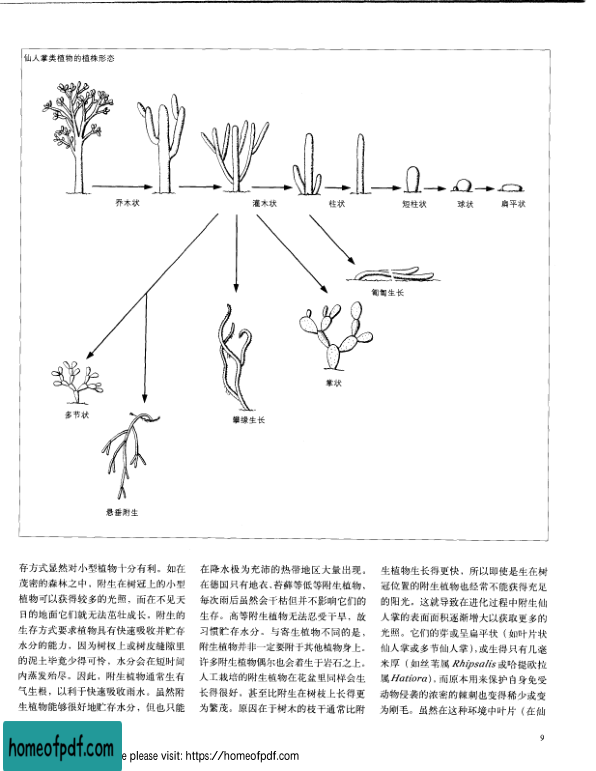 仙人掌类植物的植株形态
乔木状
灌木状
柱状
短柱状
球状
扁平状
匍匐生长
掌状
多节状
攀缘生长
悬垂附生
存方式显然对小型植物十分有利。如在
茂密的森林之中，附生在树冠上的小型
植物可以获得较多的光照，而在不见天
日的地面它们就无法茁壮成长。附生的
生存方式要求植物具有快速吸收并贮存
水分的能力，因为树杈上或树皮缝隙里
的泥土毕竟少得可怜，水分会在短时间
内蒸发殆尽。因此，附生植物通常生有
气生根，以利于快速吸收雨水。虽然附
生植物能够很好地贮存水分，但也只能
在降水极为充沛的热带地区大量出现。
在德国只有地衣、苔藓等低等附生植物，
每次雨后虽然会干枯但并不影响它们的
生存。高等附生植物无法忍受干旱，故
习惯贮存水分。与寄生植物不同的是，
附生植物并非一定要附于其他植物身上，
许多附生植物偶尔也会着生于岩石之上。
人工栽培的附生植物在花盆里同样会生
长得很好，甚至比附生在树枝上长得更
为繁茂。原因在于树木的枝干通常比附
生植物生长得更快，所以即使是生在树
冠位置的附生植物也经常不能获得充足
的阳光。这就导致在进化过程中附生仙
人掌的表面面积逐渐增大以获取更多的
光照。它们的芽或呈扁平状（如叶片状
仙人掌或多节仙人掌），或生得只有几毫
米厚（如丝苇属 Rhipsalis 或哈提欧拉
属 Hatiora），而原本用来保护自身免受
动物侵袭的浓密的棘刺也变得稀少或变
为刚毛。虽然在这种环境中叶片（在仙
9
homeofpdf.com
e please visit: https://homeofpdf.com